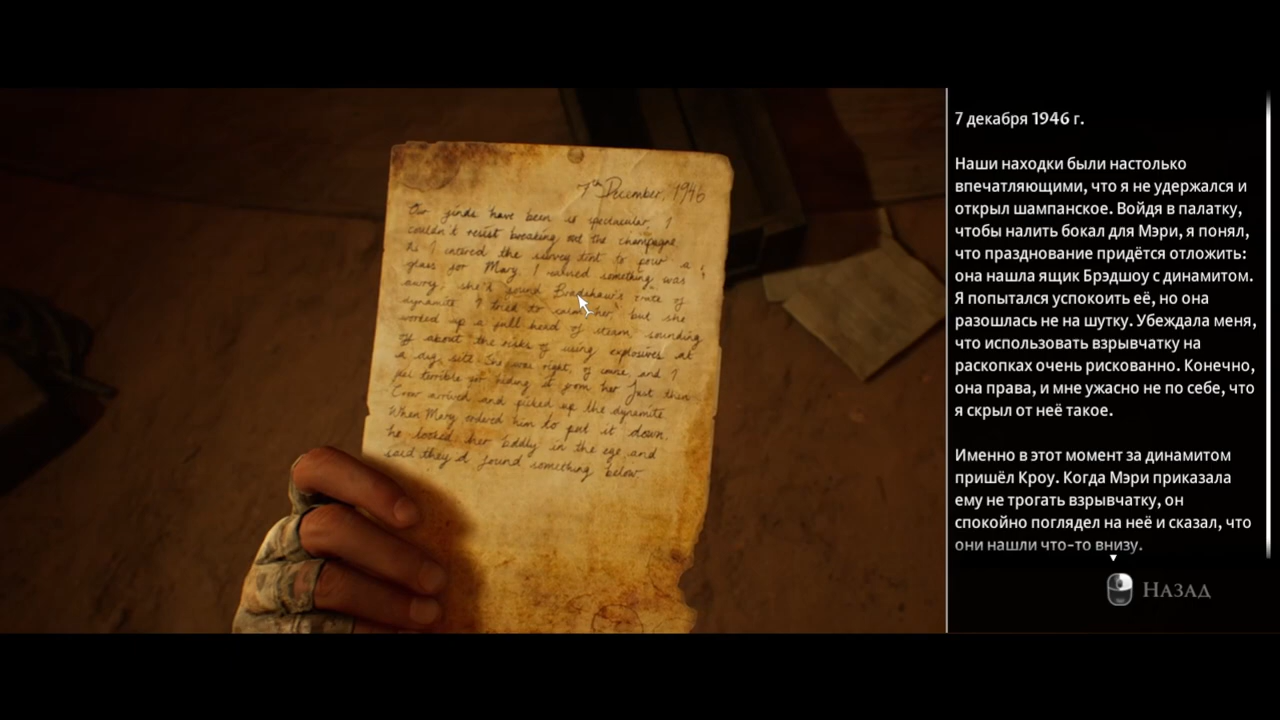 7th December, 1946
Our finds have been so spectacular, I
couldn't resist breaking out the champagne.
As I entered the survey tent to pour a
glass for Mary, I realised something was
awry: she'd found Bradshaw's crate of
dynamite. I tried to calm her, but she
worked up a full head of steam sounding
off about the risks of using explosives at
a dig site. She was right, of course, and I
feel terrible for hiding it from her. Just then
Crow arrived and picked up the dynamite.
When Mary ordered him to put it down,
he looked her oddly in the eye and
said they'd found something below.
7 декабря 1946 г.
Наши находки были настолько
впечатляющими, что я не удержался и
открыл шампанское. Войдя в палатку,
чтобы налить бокал для Мэри, я понял,
что празднование придётся отложить:
она нашла ящик Брэдшоу с динамитом.
Я попытался успокоить её, но она
разошлась не на шутку. Убеждала меня,
что использовать взрывчатку на
раскопках очень рискованно. Конечно,
она права, и мне ужасно не по себе, что
я скрыл от неё такое.
Именно в этот момент за динамитом
пришёл Кроу. Когда Мэри приказала
ему не трогать взрывчатку, он
спокойно поглядел на неё и сказал, что
они нашли что-то внизу.
Назад